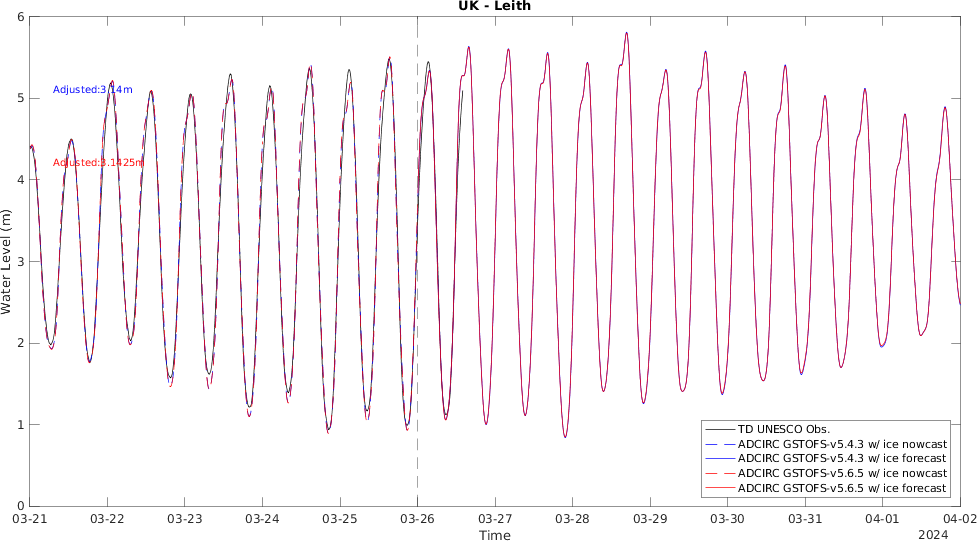 UK - Leith
6
5
4
3
2
1
0
Water Level (m)
Adjusted:3.14m
Adjusted:3.1425m
TD UNESCO Obs.
ADCIRC GSTOFS-v5.4.3 w/ ice nowcast
ADCIRC GSTOFS-v5.4.3 w/ ice forecast
ADCIRC GSTOFS-v5.6.5 w/ ice nowcast
ADCIRC GSTOFS-v5.6.5 w/ ice forecast
03-21 03-22 03-23 03-24 03-25 03-26 03-27 03-28 03-29 03-30 03-31 04-01 04-02
Time
2024